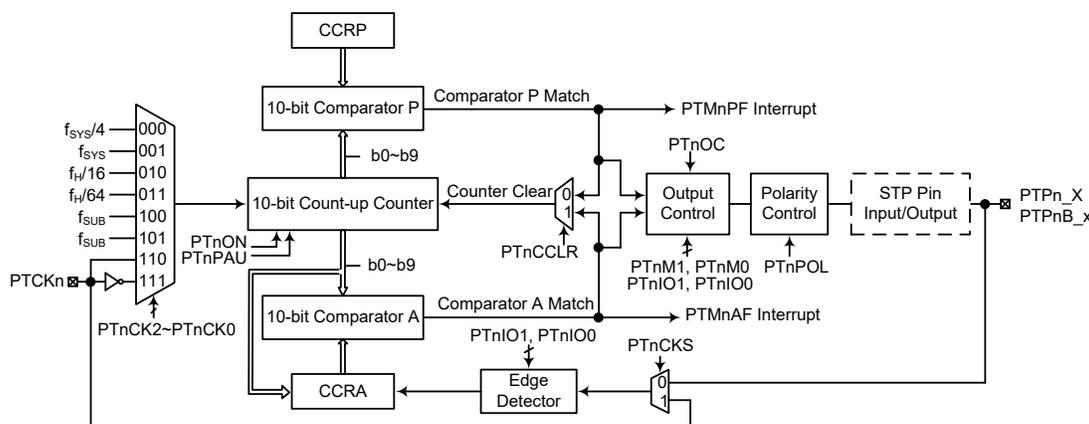 CCRP
10-bit Comparator P
Comparator P Match
PTMnPF Interrupt
fSYS/4
000
fSYS
001
fH/16
010
fH/64
011
fSUB
100
fSUB
101
110
111
b0~b9
PTnOC
10-bit Count-up Counter
Counter Clear
0
1
Output
Control
Polarity
Control
STP Pin
Input/Output
PTPn_X
PTPnB_x
PTnON
PTnPAU
PTnCCLR
PTnM1, PTnM0
PTnIO1, PTnIO0
PTnPOL
b0~b9
PTCKn
PTnCK2~PTnCK0
10-bit Comparator A
Comparator A Match
PTMnAF Interrupt
PTnIO1, PTnIO0
PTnCKS
CCRA
Edge
Detector
0
1